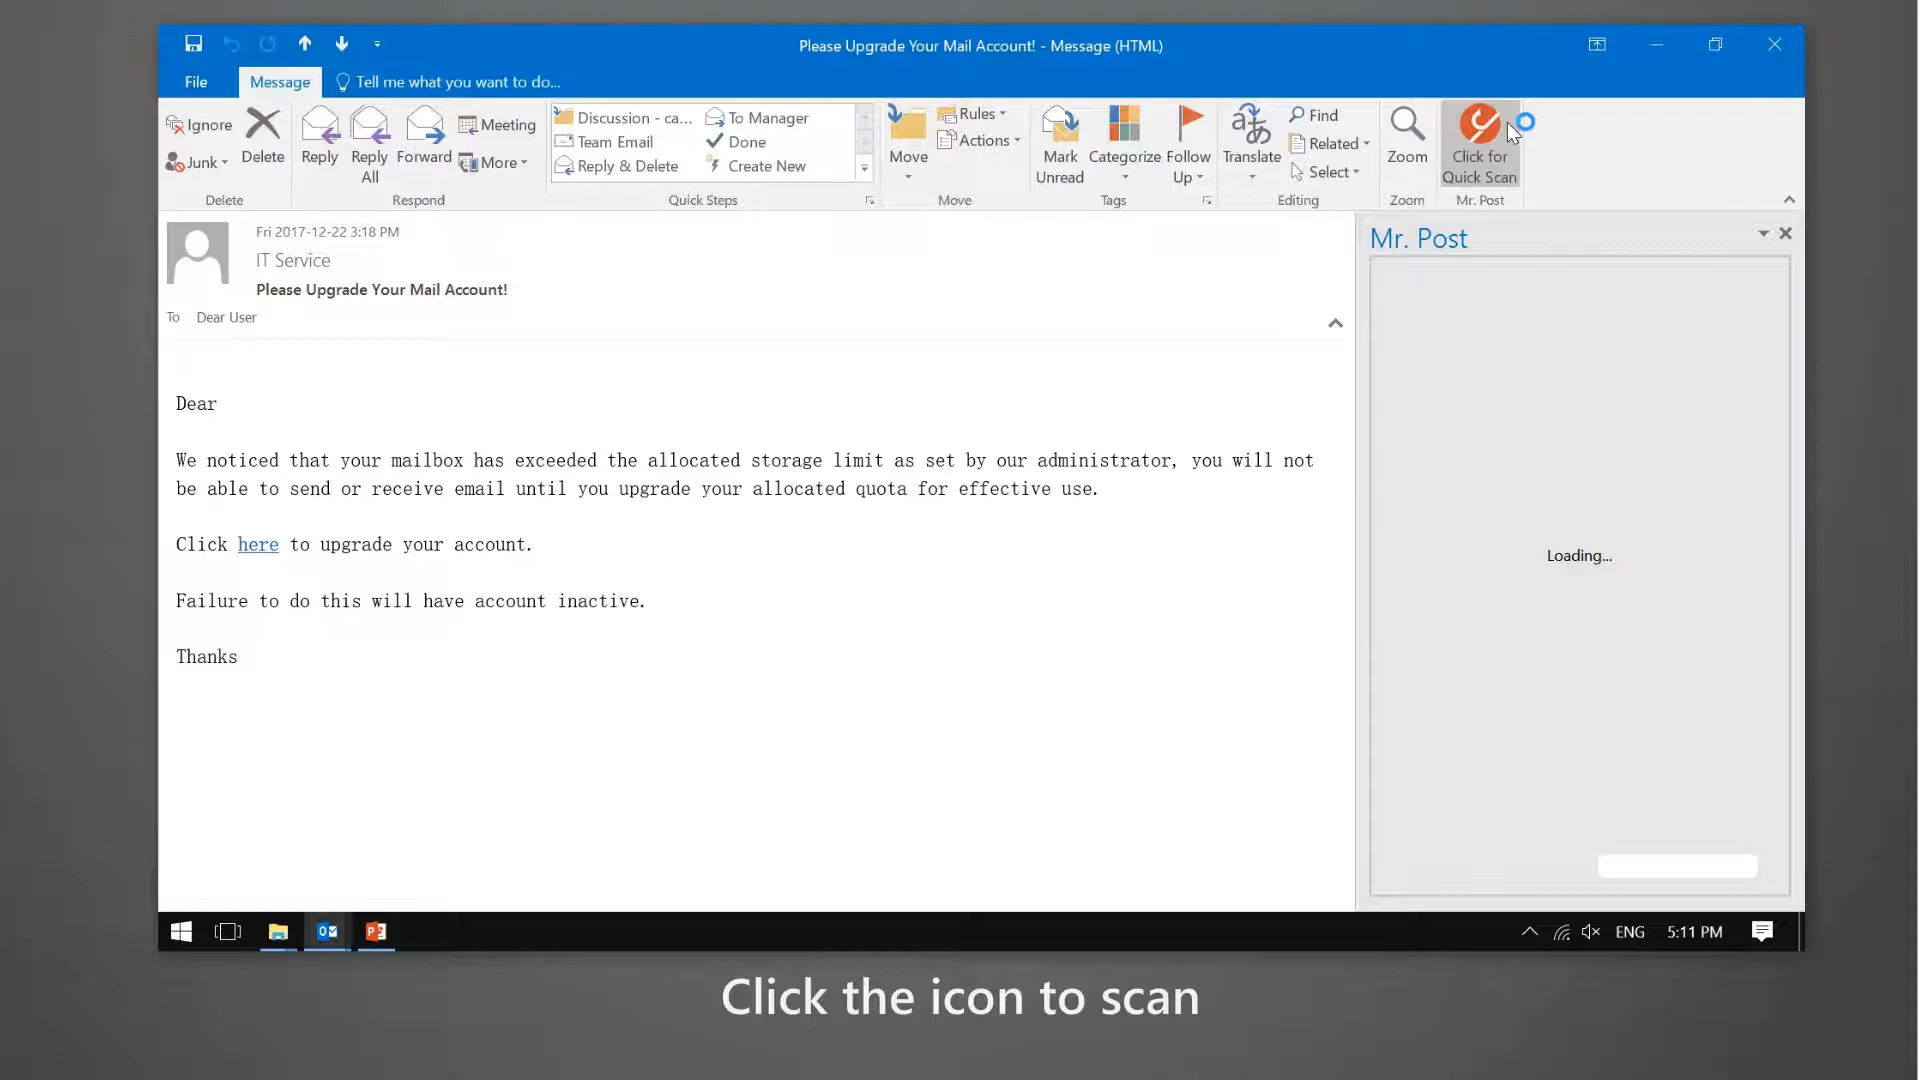 Please Upgrade Your Mail Account! - Message (HTML)
File
Message
Tell me what you want to do...
Ignore
Junk
Delete
Delete
Reply
Reply All
Forward
Meeting
More
Respond
Discussion - ca...
Team Email
Reply & Delete
To Manager
Done
Create New
Quick Steps
Move
Rules
Actions
Move
Mark Unread
Categorize
Follow Up
Tags
Translate
Find
Related
Select
Editing
Zoom
Zoom
Click for Quick Scan
Mr. Post
Fri 2017-12-22 3:18 PM
IT Service
Please Upgrade Your Mail Account!
To Dear User
Dear
We noticed that your mailbox has exceeded the allocated storage limit as set by our administrator, you will not
be able to send or receive email until you upgrade your allocated quota for effective use.
Click here to upgrade your account.
Failure to do this will have account inactive.
Thanks
Mr. Post
Loading...
ENG
5:11 PM
Click the icon to scan